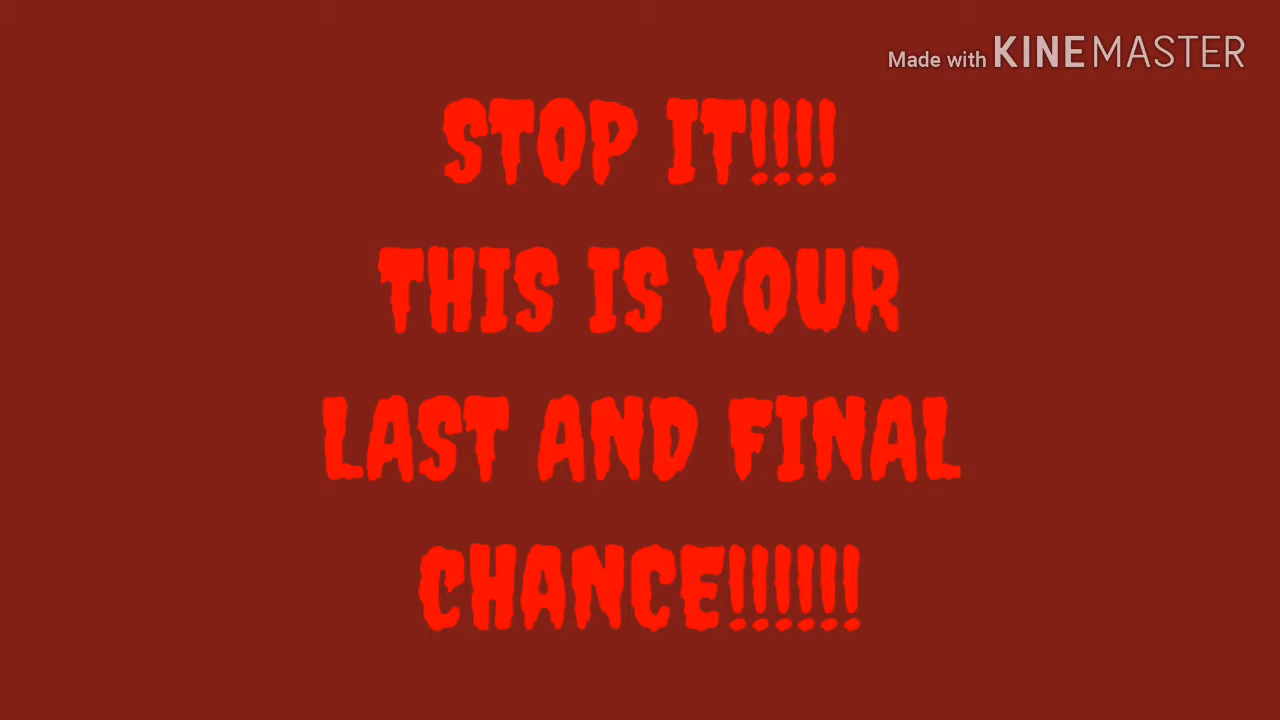 Made with KINEMASTER
STOP IT!!!!
THIS IS YOUR
LAST AND FINAL
CHANCE!!!!!!